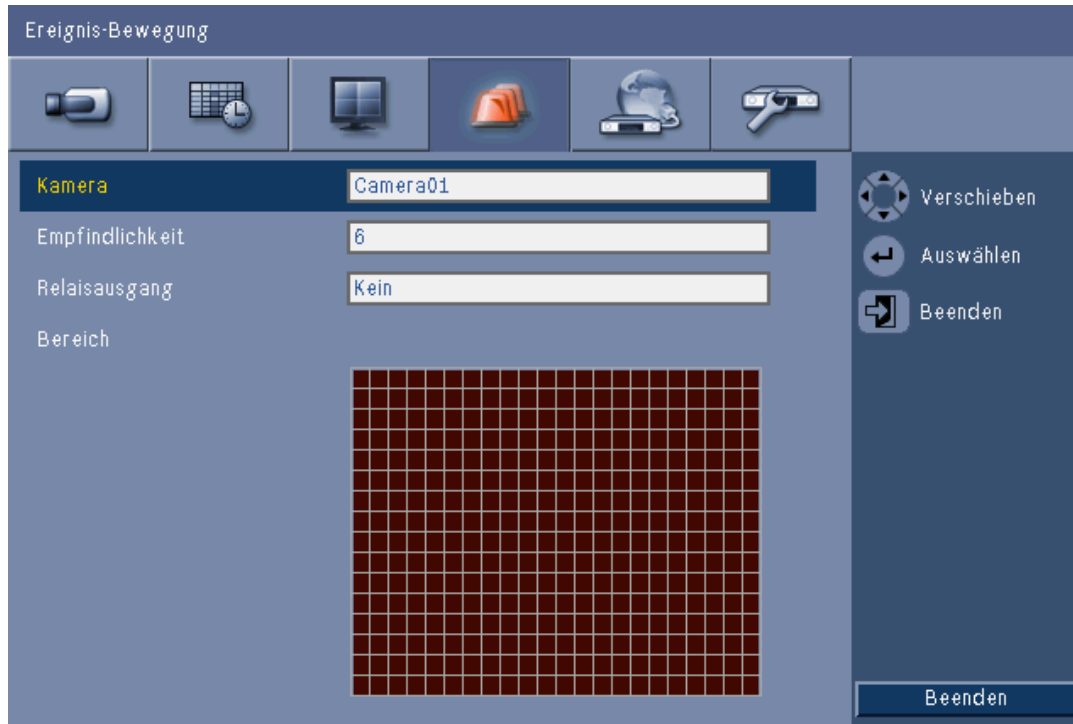 Ereignis-Bewegung
Kamera
Camera01
Empfindlichkeit
6
Relaisausgang
Kein
Bereich
Verschieben
Auswählen
Beenden
Beenden